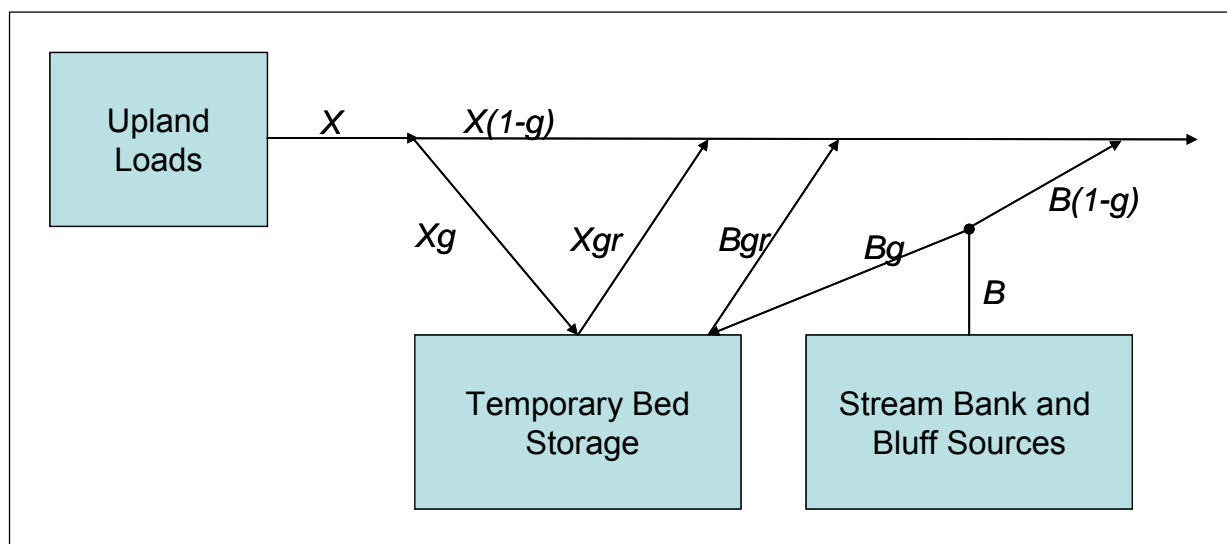 Upland
Loads
X
X(1-g)
Xg
Xgr
Bgr
Bg
B(1-g)
B
Temporary Bed
Storage
Stream Bank and
Bluff Sources